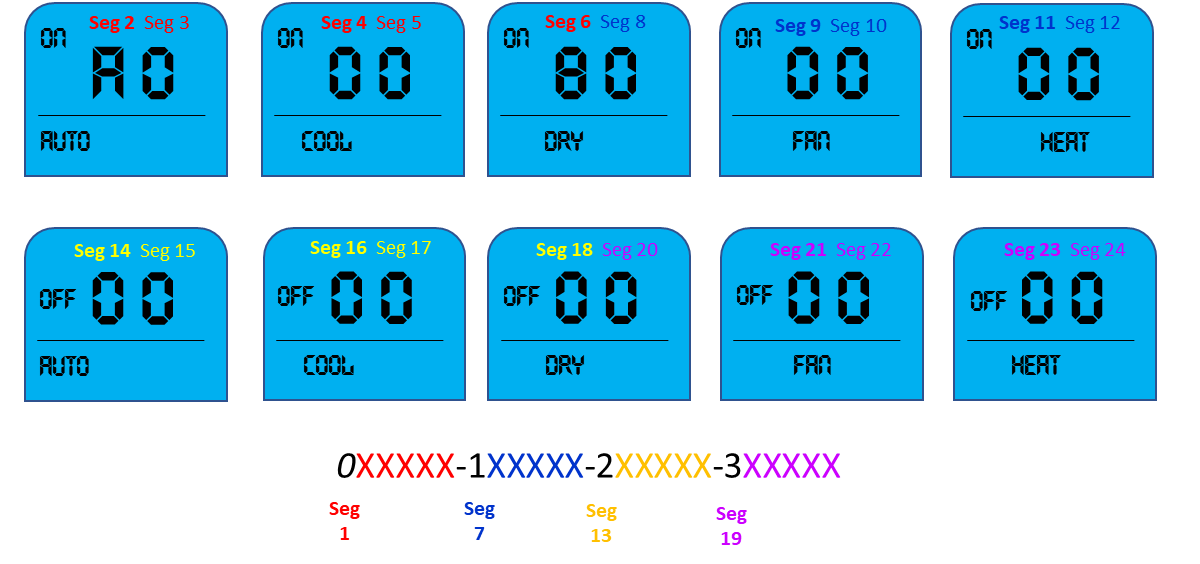 Seg 2 Seg 3
ON
A0
AUTO
Seg 4 Seg 5
ON
00
COOL
Seg 6 Seg 8
ON
80
DRY
Seg 9 Seg 10
ON
00
FAN
Seg 11 Seg 12
ON
00
HEAT
Seg 14 Seg 15
OFF 00
AUTO
Seg 16 Seg 17
OFF 00
COOL
Seg 18 Seg 20
OFF 00
DRY
Seg 21 Seg 22
OFF 00
FAN
Seg 23 Seg 24
OFF 00
HEAT
0XXXXX-1XXXXX-2XXXXX-3XXXXX
Seg 1
Seg 7
Seg 13
Seg 19